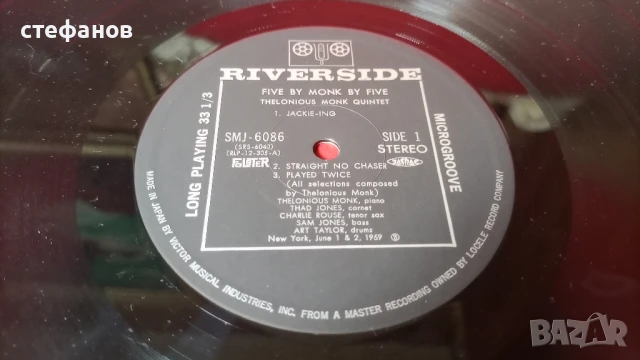 стефанов
RIVERSIDE
FIVE BY MONK BY FIVE
THELONIOUS MONK QUINTET
1. JACKIE-ING
SMJ-6086
SIDE 1
(SR3-6040)
STEREO
(RLP-12-305-A)
2. STRAIGHT NO CHASER
3. PLAYED TWICE
(All selections composed
by Thelonious Monk)
THELONIOUS MONK, piano
THAD JONES, cornet
CHARLIE ROUSE, tenor sax
SAM JONES, bass
ART TAYLOR, drums
New York, June 1 & 2, 1959
LONG PLAYING 33 1/3
MICROGROOVE
MADE IN JAPAN BY VICTOR MUSICAL INDUSTRIES, INC. FROM A MASTER RECORDING OWNED BY LOCELE RECORD COMPANY
BAZAR